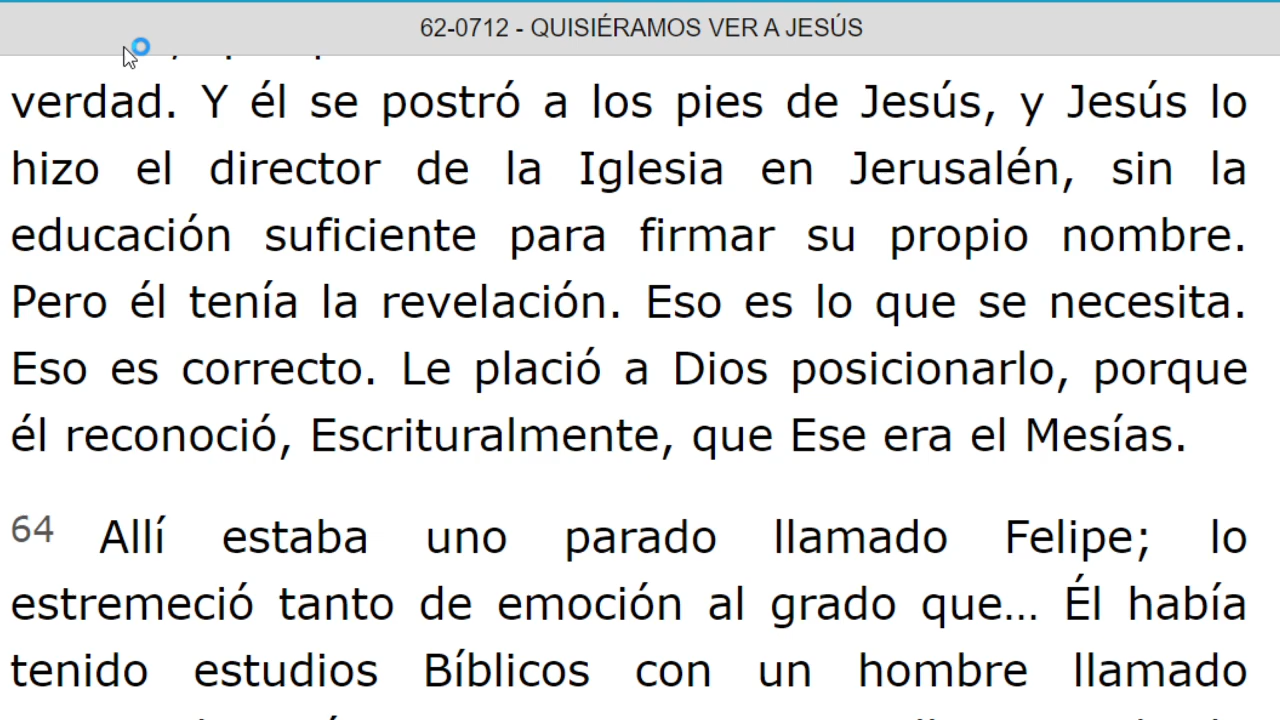 62-0712 - QUISIÉRAMOS VER A JESÚS
verdad. Y él se postró a los pies de Jesús, y Jesús lo
hizo el director de la Iglesia en Jerusalén, sin la
educación suficiente para firmar su propio nombre.
Pero él tenía la revelación. Eso es lo que se necesita.
Eso es correcto. Le plació a Dios posicionarlo, porque
él reconoció, Escrituralmente, que Ese era el Mesías.
64 Allí estaba uno parado llamado Felipe; lo
estremeció tanto de emoción al grado que… Él había
tenido estudios Bíblicos con un hombre llamado